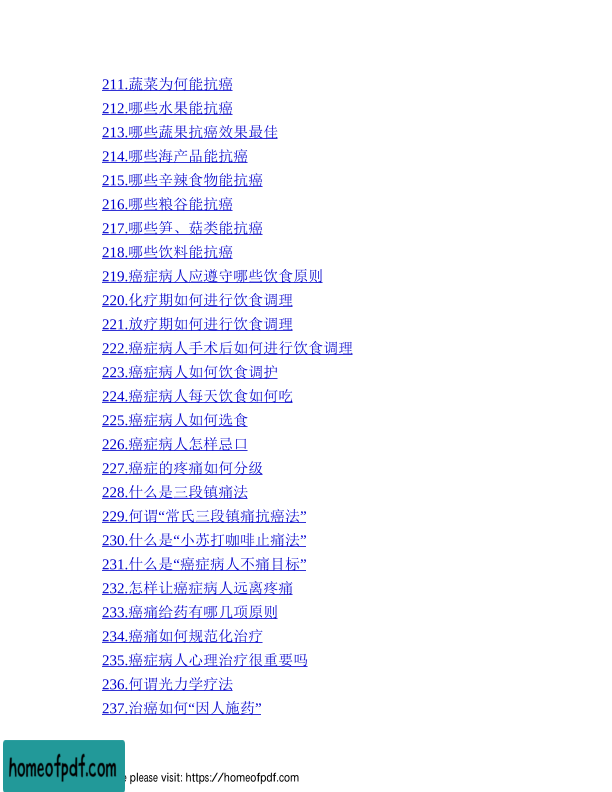 211.蔬菜为何能抗癌
212.哪些水果能抗癌
213.哪些蔬果抗癌效果最佳
214.哪些海产品能抗癌
215.哪些辛辣食物能抗癌
216.哪些粮谷能抗癌
217.哪些笋、菇类能抗癌
218.哪些饮料能抗癌
219.癌症病人应遵守哪些饮食原则
220.化疗期如何进行饮食调理
221.放疗期如何进行饮食调理
222.癌症病人手术后如何进行饮食调理
223.癌症病人如何饮食调护
224.癌症病人每天饮食如何吃
225.癌症病人如何选食
226.癌症病人怎样忌口
227.癌症的疼痛如何分级
228.什么是三段镇痛法
229.何谓“常氏三段镇痛抗癌法”
230.什么是“小苏打咖啡止痛法”
231.什么是“癌症病人不痛目标”
232.怎样让癌症病人远离疼痛
233.癌痛给药有哪几项原则
234.癌痛如何规范化治疗
235.癌症病人心理治疗很重要吗
236.何谓光力学疗法
237.治癌如何“因人施药”
homeofpdf.com
please visit: https://homeofpdf.com